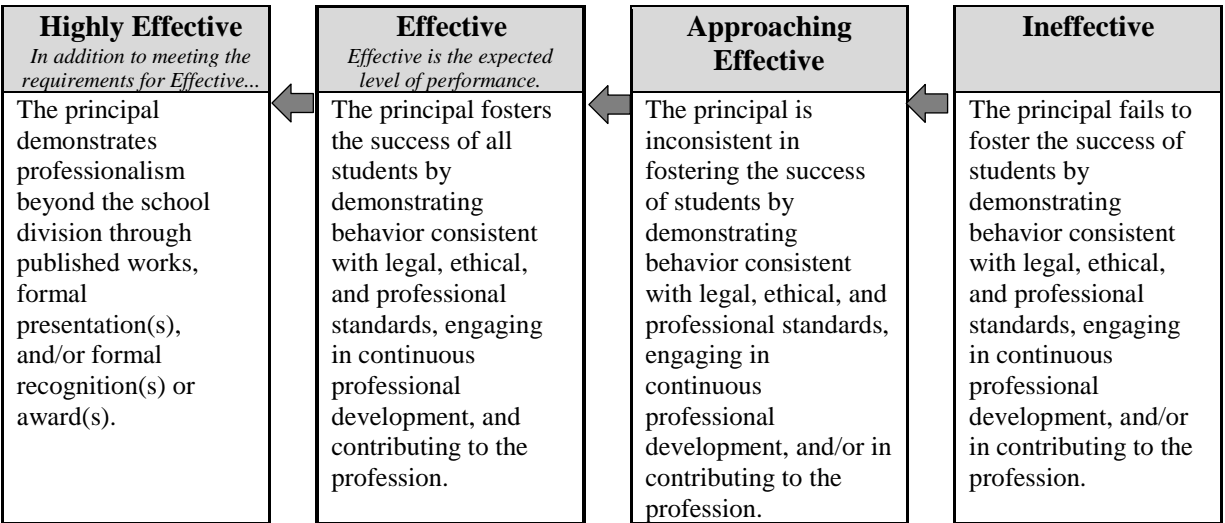 Highly Effective
In addition to meeting the
requirements for Effective...
The principal
demonstrates
professionalism
beyond the school
division through
published works,
formal
presentation(s),
and/or formal
recognition(s) or
award(s).
Effective
Effective is the expected
level of performance.
The principal fosters
the success of all
students by
demonstrating
behavior consistent
with legal, ethical,
and professional
standards, engaging
in continuous
professional
development, and
contributing to the
profession.
Approaching
Effective
The principal is
inconsistent in
fostering the success
of students by
demonstrating
behavior consistent
with legal, ethical, and
professional standards,
engaging in
continuous
professional
development, and/or in
contributing to the
profession.
Ineffective
The principal fails to
foster the success of
students by
demonstrating
behavior consistent
with legal, ethical,
and professional
standards, engaging
in continuous
professional
development, and/or
in contributing to the
profession.